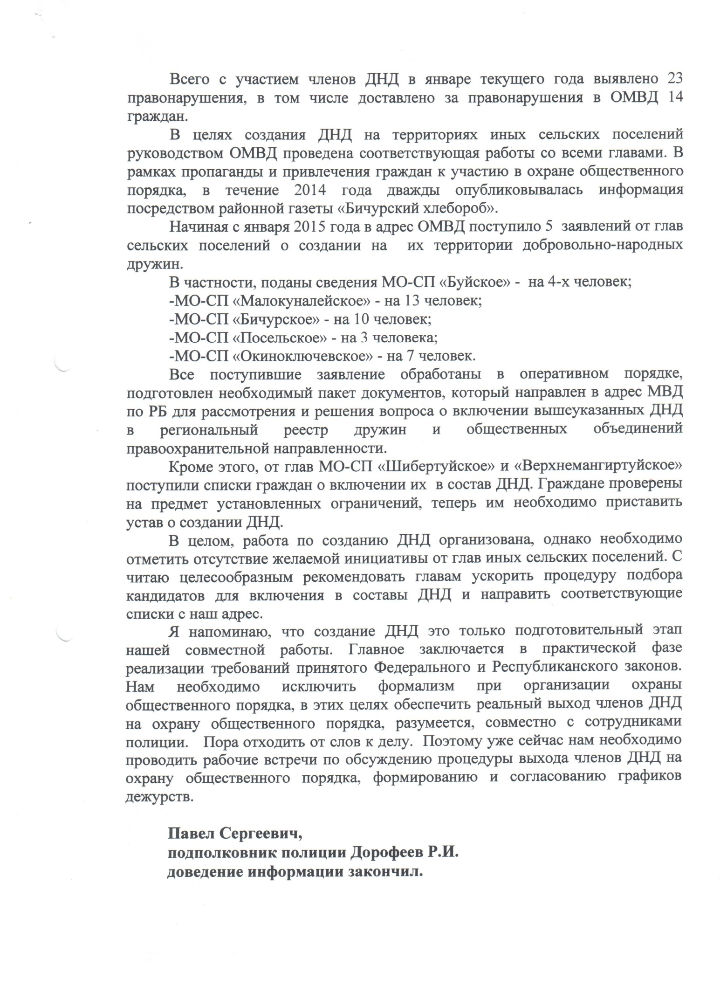 Всего с участием членов ДНД в январе текущего года выявлено 23
правонарушения, в том числе доставлено за правонарушения в ОМВД 14
граждан.
В целях создания ДНД на территориях иных сельских поселений
руководством ОМВД проведена соответствующая работы со всеми главами. В
рамках пропаганды и привлечения граждан к участию в охране общественного
порядка, в течение 2014 года дважды опубликовывалась информация
посредством районной газеты «Бичурский хлебороб».
Начиная с января 2015 года в адрес ОМВД поступило 5 заявлений от глав
сельских поселений о создании на их территории добровольно-народных
дружин.
В частности, поданы сведения МО-СП «Буйское» - на 4-х человек;
-МО-СП «Малокуналейское» - на 13 человек;
-МО-СП «Бичурское» - на 10 человек;
-МО-СП «Посельское» - на 3 человека;
-МО-СП «Окиноключевское» - на 7 человек.
Все поступившие заявление обработаны в оперативном порядке,
подготовлен необходимый пакет документов, который направлен в адрес МВД
по РБ для рассмотрения и решения вопроса о включении вышеуказанных ДНД
в региональный реестр дружин и общественных объединений
правоохранительной направленности.
Кроме этого, от глав МО-СП «Шибертуйское» и «Верхнемангиртуйское»
поступили списки граждан о включении их в состав ДНД. Граждане проверены
на предмет установленных ограничений, теперь им необходимо приставить
устав о создании ДНД.
В целом, работа по созданию ДНД организована, однако необходимо
отметить отсутствие желаемой инициативы от глав иных сельских поселений. С
читаю целесообразным рекомендовать главам ускорить процедуру подбора
кандидатов для включения в составы ДНД и направить соответствующие
списки с наш адрес.
Я напоминаю, что создание ДНД это только подготовительный этап
нашей совместной работы. Главное заключается в практической фазе
реализации требований принятого Федерального и Республиканского законов.
Нам необходимо исключить формализм при организации охраны
общественного порядка, в этих целях обеспечить реальный выход членов ДНД
на охрану общественного порядка, разумеется, совместно с сотрудниками
полиции. Пора отходить от слов к делу. Поэтому уже сейчас нам необходимо
проводить рабочие встречи по обсуждению процедуры выхода членов ДНД на
охрану общественного порядка, формированию и согласованию графиков
дежурств.
Павел Сергеевич,
подполковник полиции Дорофеев Р.И.
доведение информации закончил.